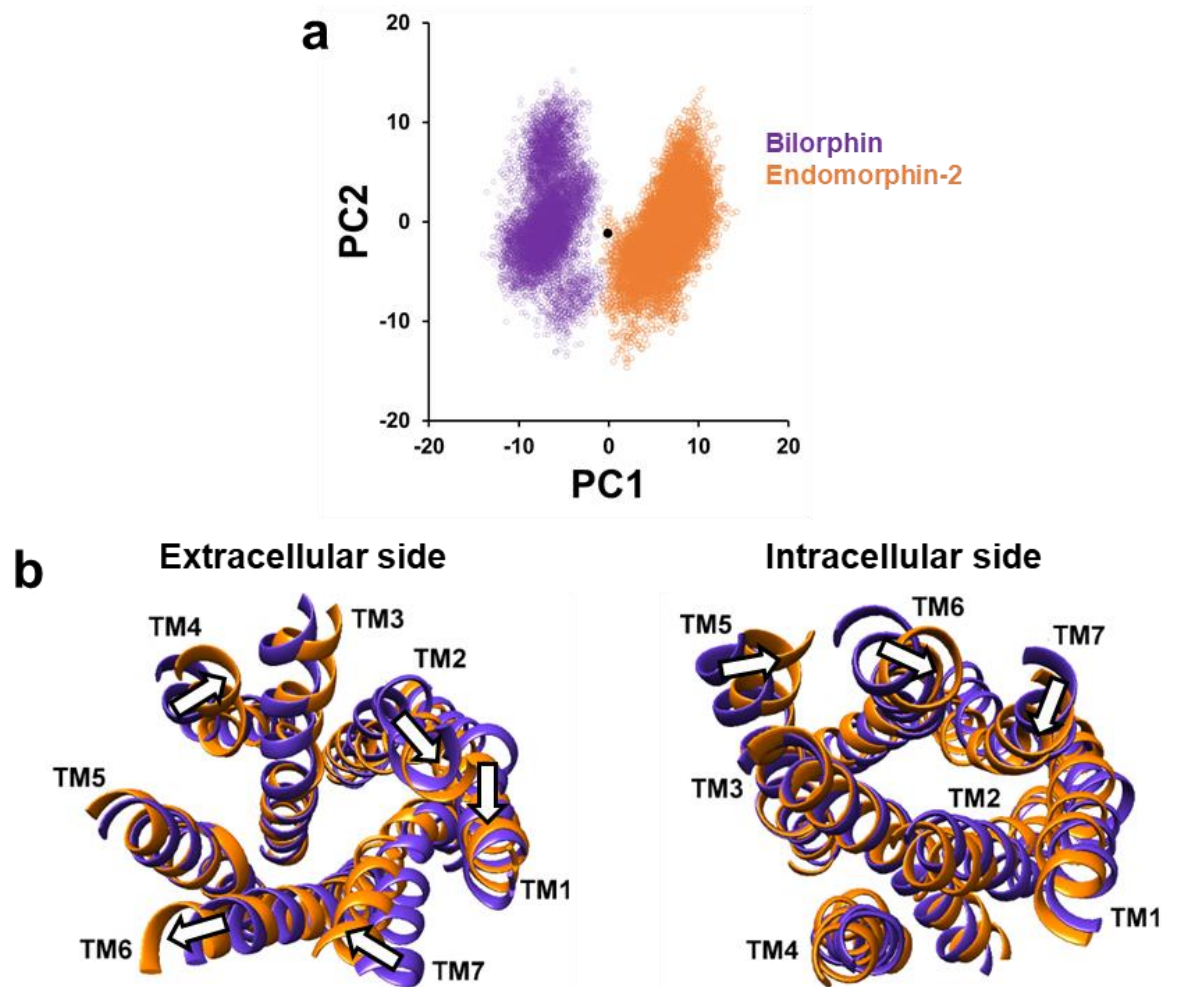 a
20
10
0
-10
-20
PC2
-20 -10 0 10 20
PC1
Bilorphin
Endomorphin-2
b
Extracellular side
TM4
TM3
TM2
TM5
TM1
TM6
TM7
Intracellular side
TM6
TM5
TM7
TM3
TM2
TM1
TM4